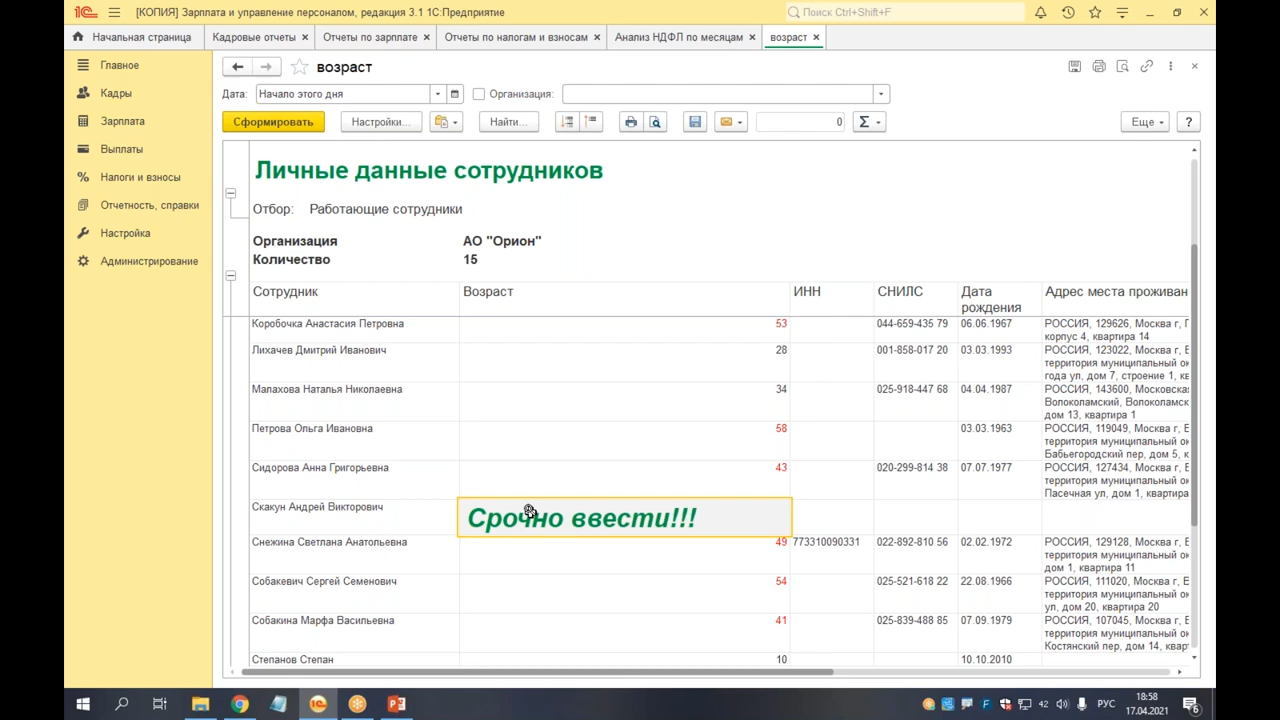 [КОПИЯ] Зарплата и управление персоналом, редакция 3.1 1С:Предприятие
Поиск Ctrl+Shift+F
Начальная страница
Кадровые отчеты ×
Отчеты по зарплате ×
Отчеты по налогам и взносам ×
Анализ НДФЛ по месяцам ×
возраст ×
Главное
Кадры
Зарплата
Выплаты
Налоги и взносы
Отчетность, справки
Настройка
Администрирование
возраст
Дата: Начало этого дня Организация:
Сформировать Настройки... Найти... 0 Σ Еще ?
Личные данные сотрудников
Отбор: Работающие сотрудники
Организация АО "Орион"
Количество 15
Сотрудник Возраст ИНН СНИЛС Дата рождения Адрес места проживан
Коробочка Анастасия Петровна 53 044-659-435 79 06.06.1967 РОССИЯ, 129626, Москва г,
корпус 4, квартира 14
Лихачев Дмитрий Иванович 28 001-858-017 20 03.03.1993 РОССИЯ, 123022, Москва г,
территория муниципальный
года ул, дом 7, строение 1,
Малахова Наталья Николаевна 34 025-918-447 68 04.04.1987 РОССИЯ, 143600, Московская
Волоколамский, Волоколамск
дом 13, квартира 1
Петрова Ольга Ивановна 58 03.03.1963 РОССИЯ, 119049, Москва г,
территория муниципальный
Бабьегородский пер, дом 5,
Сидорова Анна Григорьевна 43 020-299-814 38 07.07.1977 РОССИЯ, 127434, Москва г,
территория муниципальный
Пасечная ул, дом 1, квартира
Скакун Андрей Викторович Срочно ввести!!!
Снежина Светлана Анатольевна 49 773310090331 022-892-810 56 02.02.1972 РОССИЯ, 129128, Москва г,
территория муниципальный
дом 1, квартира 11
Собакевич Сергей Семенович 54 025-521-618 22 22.08.1966 РОССИЯ, 111020, Москва г,
территория муниципальный
ул, дом 20, квартира 20
Собакина Марфа Васильевна 41 025-839-488 85 07.09.1979 РОССИЯ, 107045, Москва г,
территория муниципальный
Костянский пер, дом 14,
Степанов Степан 10 10.10.2010
42 РУС
18:58
17.04.2021